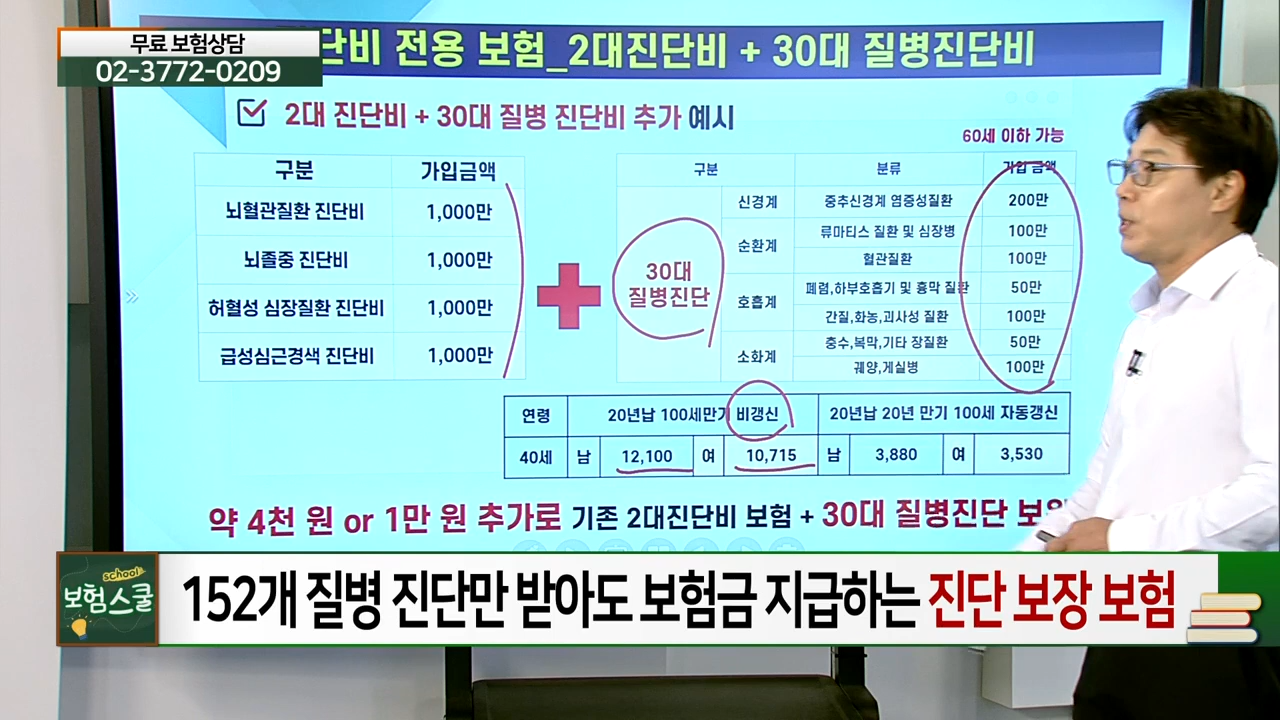 무료 보험상담
02-3772-0209
단비 전용 보험_2대진단비 + 30대 질병진단비
2대 진단비 + 30대 질병 진단비 추가 예시
60세 이하 가능
구분 가입금액
뇌혈관질환 진단비 1,000만
뇌졸중 진단비 1,000만
허혈성 심장질환 진단비 1,000만
급성심근경색 진단비 1,000만
구분 분류 가입 금액
30대
질병진단
신경계 중추신경계 염증성질환 200만
순환계 류마티스 질환 및 심장병 100만
혈관질환 100만
호흡계 폐렴,하부호흡기 및 흉막 질환 50만
간질,화농,괴사성 질환 100만
소화계 충수,복막,기타 장질환 50만
궤양,게실병 100만
연령 20년납 100세만기 비갱신 20년납 20년 만기 100세 자동갱신
40세 남 12,100 여 10,715 남 3,880 여 3,530
약 4천 원 or 1만 원 추가로 기존 2대진단비 보험 + 30대 질병진단
school
보험스쿨
152개 질병 진단만 받아도 보험금 지급하는 진단 보장 보험